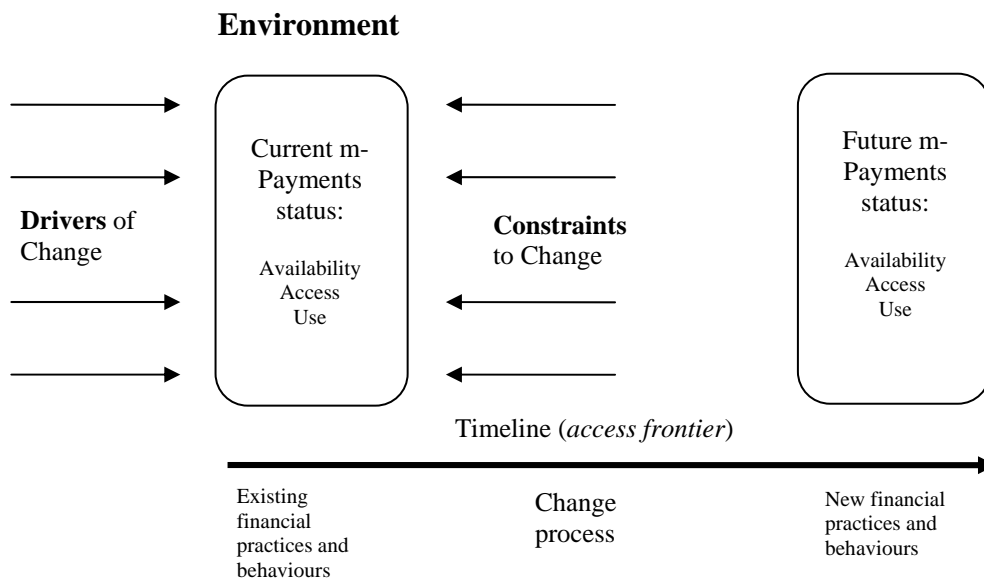 Environment
Drivers of
Change
Current m-
Payments
status:
Availability
Access
Use
Constraints
to Change
Future m-
Payments
status:
Availability
Access
Use
Timeline (access frontier)
Existing
financial
practices and
behaviours
Change
process
New financial
practices and
behaviours